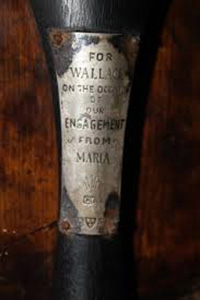 FOR
WALLACE
ON THE OCCASION
OF
OUR
ENGAGEMENT
FROM
MARIA